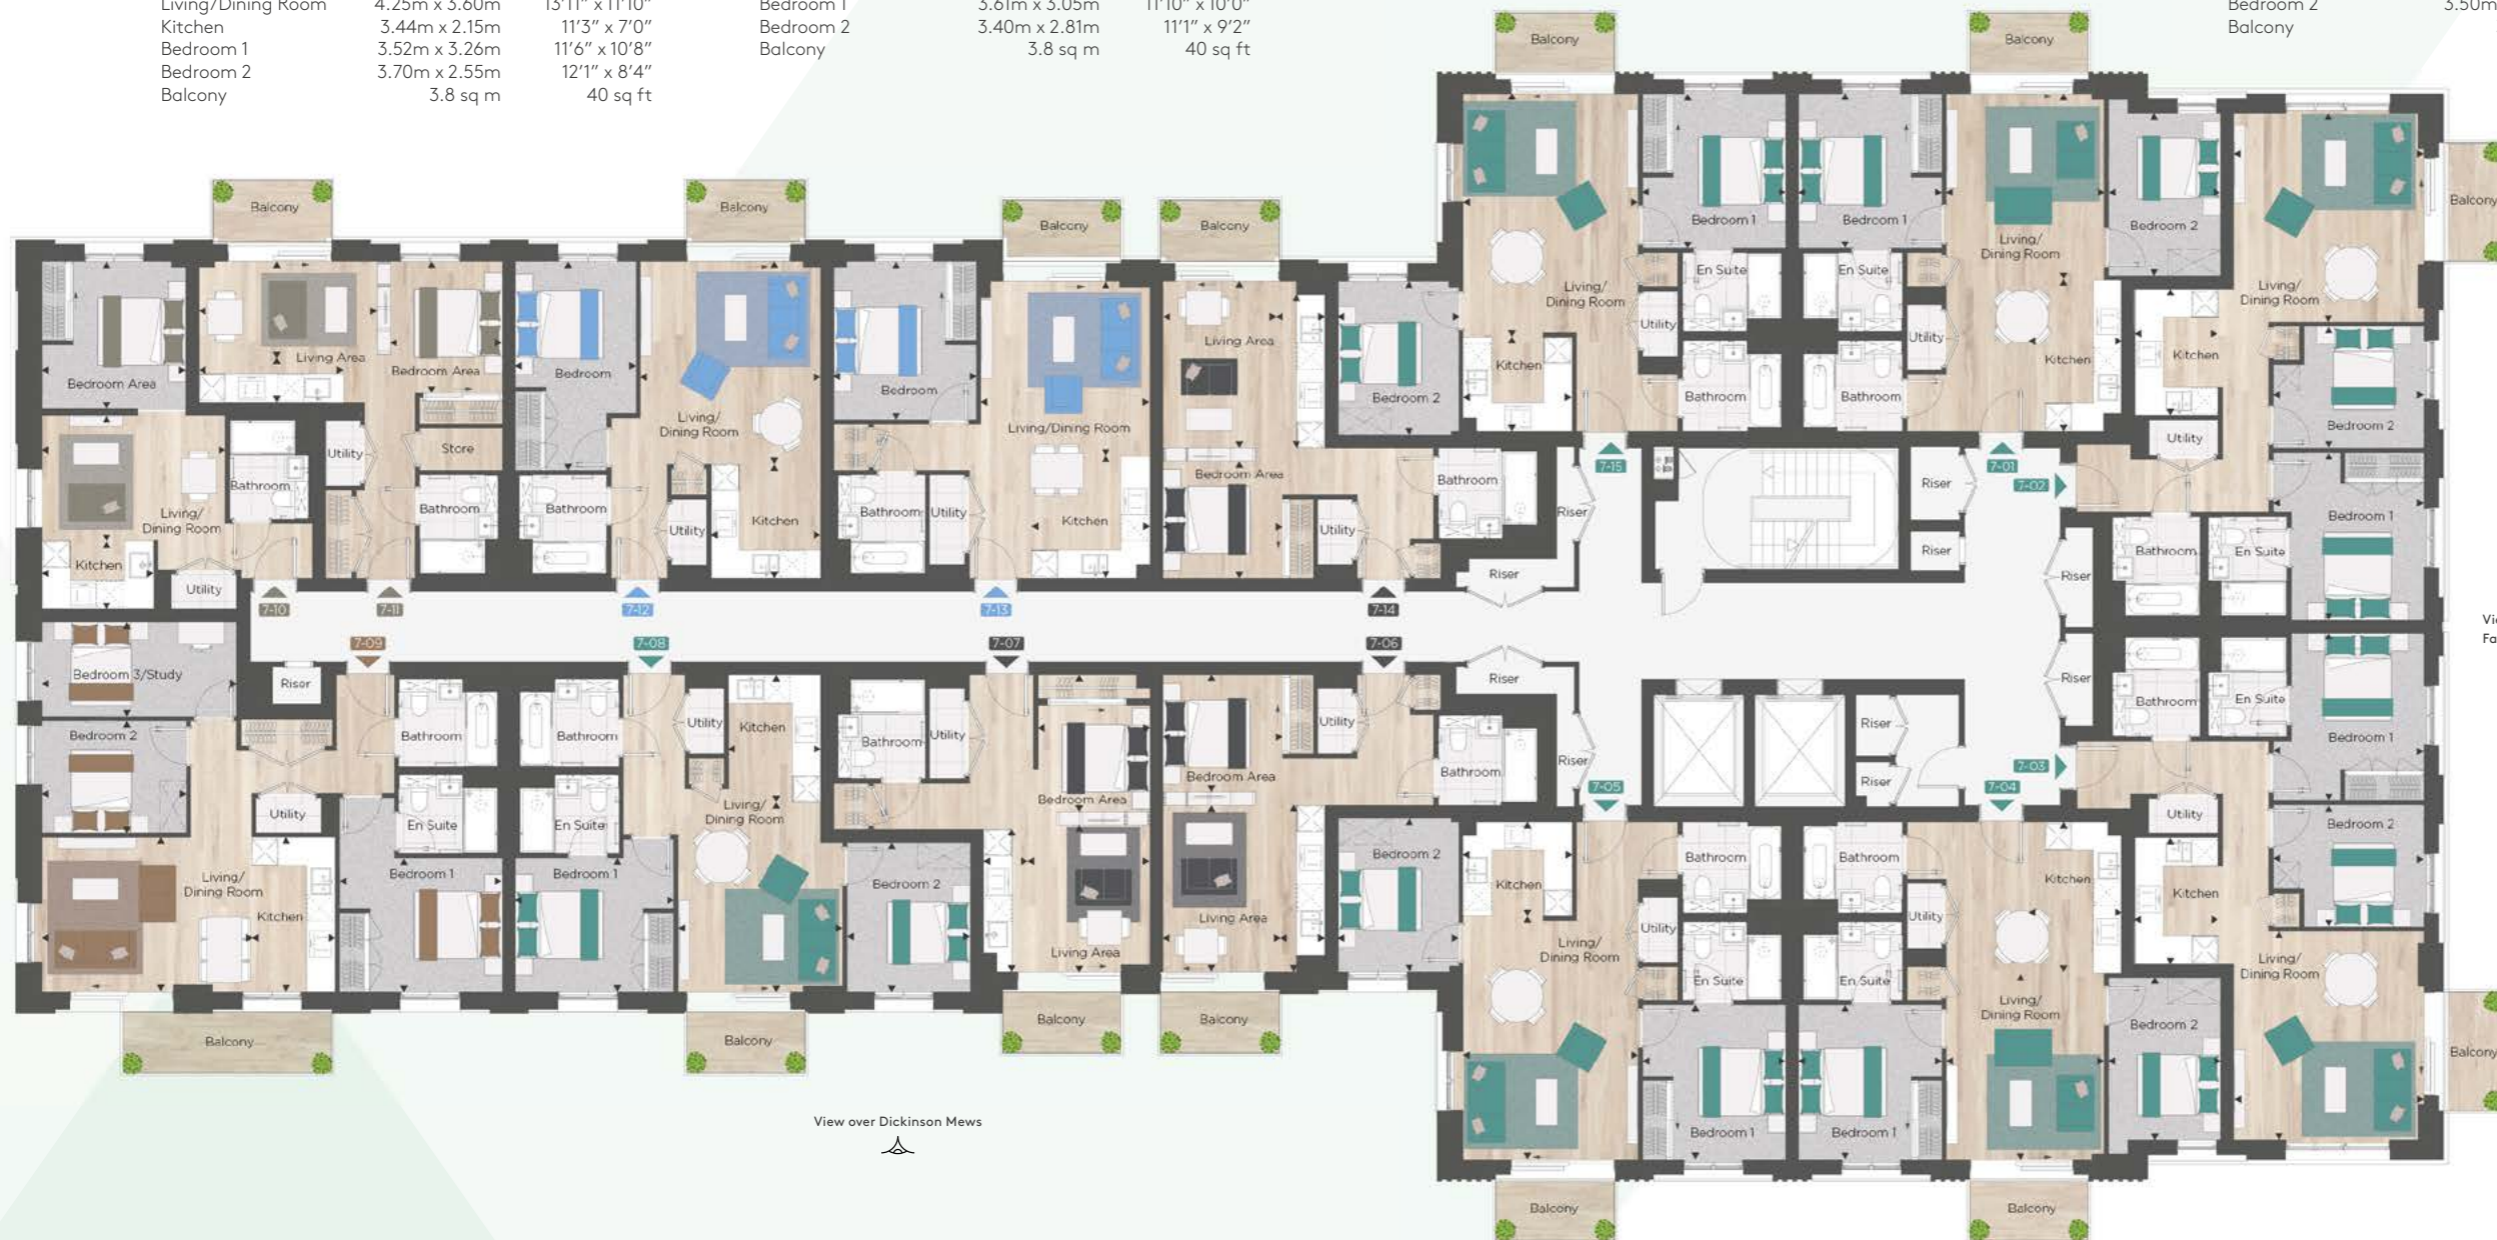 Living/Dining Room 4.25m x 3.60m 13'11" x 11'10"
Kitchen 3.44m x 2.15m 11'3" x 7'0"
Bedroom 1 3.52m x 3.26m 11'6" x 10'8"
Bedroom 2 3.70m x 2.55m 12'1" x 8'4"
Balcony 3.8 sq m 40 sq ft
Bedroom 1 3.61m x 3.05m 11'10" x 10'0"
Bedroom 2 3.40m x 2.81m 11'1" x 9'2"
Balcony 3.8 sq m 40 sq ft
Bedroom 2 3.50m
Balcony
Balcony
Balcony
Balcony
Balcony
Balcony
Balcony
Balcony
Bedroom Area
Living/
Dining Room
Kitchen
Bathroom
Utility
7-10
Living Area
Bedroom Area
Utility
Store
Bathroom
7-11
Bedroom
Living/
Dining Room
Bathroom
Utility
Kitchen
7-12
Bedroom
Living/Dining Room
Bathroom
Utility
Kitchen
7-13
Living Area
Bedroom Area
Utility
Bathroom
7-14
Bedroom 2
Living/
Dining Room
Kitchen
Bedroom 1
En Suite
Utility
Bathroom
7-15
Riser
Riser
Bedroom 1
En Suite
Utility
Bathroom
Living/
Dining Room
Kitchen
Bedroom 2
7-01
Riser
Riser
7-02
Living/
Dining Room
Kitchen
Utility
Bedroom 2
Bedroom 1
Bathroom
En Suite
Riser
Vi
Fa
Bedroom 3/Study
Riser
7-09
Bedroom 2
Bathroom
Utility
En Suite
Living/
Dining Room
Kitchen
Bedroom 1
Balcony
7-08
Bathroom
Utility
Kitchen
En Suite
Living/
Dining Room
Bedroom 1
Bedroom 2
Balcony
7-07
Bathroom
Utility
Bedroom Area
Living Area
Balcony
7-06
Utility
Bedroom Area
Bathroom
Living Area
Balcony
Riser
Riser
7-05
Bedroom 2
Kitchen
Bathroom
Utility
Living/
Dining Room
En Suite
Bedroom 1
Balcony
Riser
Riser
7-04
Bathroom
Kitchen
Utility
En Suite
Living/
Dining Room
Bedroom 1
Bedroom 2
Balcony
Riser
7-03
Bathroom
En Suite
Bedroom 1
Utility
Bedroom 2
Kitchen
Living/
Dining Room
Balcony
View over Dickinson Mews